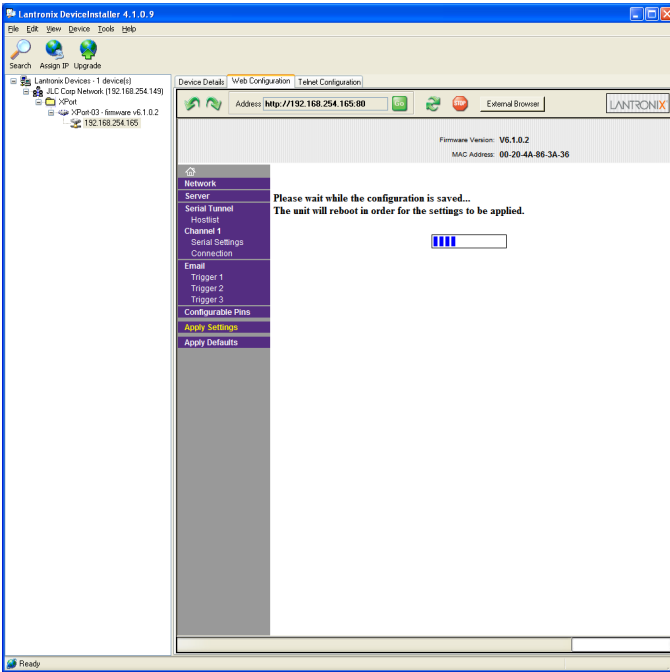 Lantronix DeviceInstaller 4.1.0.9
File Edit View Device Tools Help
Search Assign IP Upgrade
Lantronix Devices - 1 device(s)
JLC Corp Network (192.168.254.149)
XPort
XPort-03 - firmware v6.1.0.2
192.168.254.165
Device Details Web Configuration Telnet Configuration
Address http://192.168.254.165:80 Go STOP External Browser LANTRONIX
Firmware Version: V6.1.0.2
MAC Address: 00-20-4A-86-3A-36
Network
Server
Serial Tunnel
Hostlist
Channel 1
Serial Settings
Connection
Email
Trigger 1
Trigger 2
Trigger 3
Configurable Pins
Apply Settings
Apply Defaults
Please wait while the configuration is saved...
The unit will reboot in order for the settings to be applied.
Ready